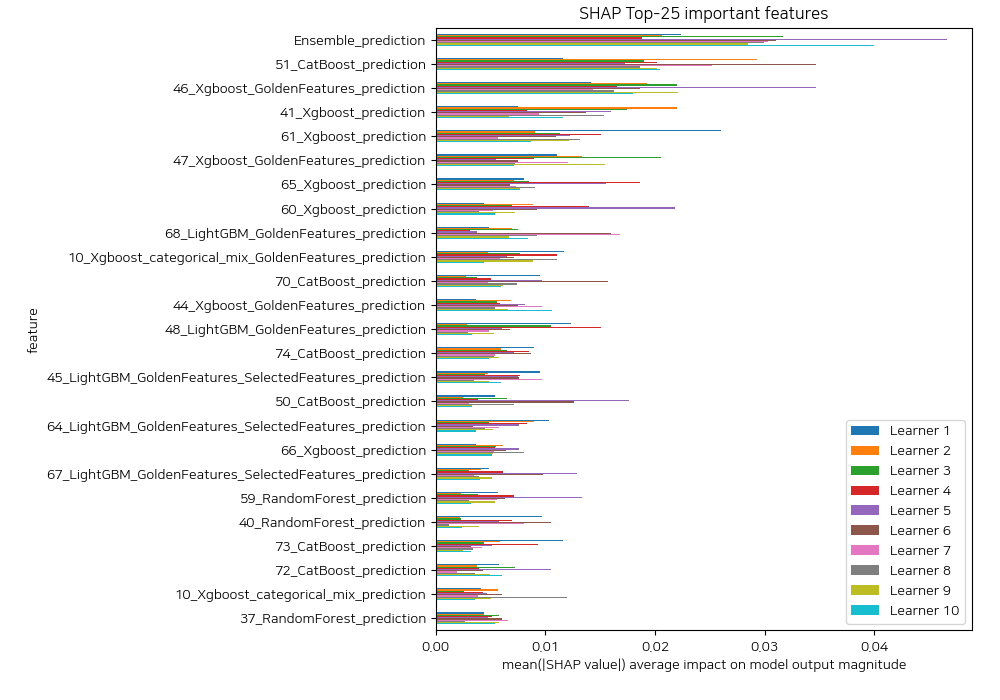 SHAP Top-25 important features
Ensemble_prediction
51_CatBoost_prediction
46_Xgboost_GoldenFeatures_prediction
41_Xgboost_prediction
61_Xgboost_prediction
47_Xgboost_GoldenFeatures_prediction
65_Xgboost_prediction
60_Xgboost_prediction
68_LightGBM_GoldenFeatures_prediction
10_Xgboost_categorical_mix_GoldenFeatures_prediction
70_CatBoost_prediction
44_Xgboost_GoldenFeatures_prediction
48_LightGBM_GoldenFeatures_prediction
74_CatBoost_prediction
45_LightGBM_GoldenFeatures_SelectedFeatures_prediction
50_CatBoost_prediction
64_LightGBM_GoldenFeatures_SelectedFeatures_prediction
66_Xgboost_prediction
67_LightGBM_GoldenFeatures_SelectedFeatures_prediction
59_RandomForest_prediction
40_RandomForest_prediction
73_CatBoost_prediction
72_CatBoost_prediction
10_Xgboost_categorical_mix_prediction
37_RandomForest_prediction
feature
Learner 1
Learner 2
Learner 3
Learner 4
Learner 5
Learner 6
Learner 7
Learner 8
Learner 9
Learner 10
0.00 0.01 0.02 0.03 0.04
mean(|SHAP value|) average impact on model output magnitude